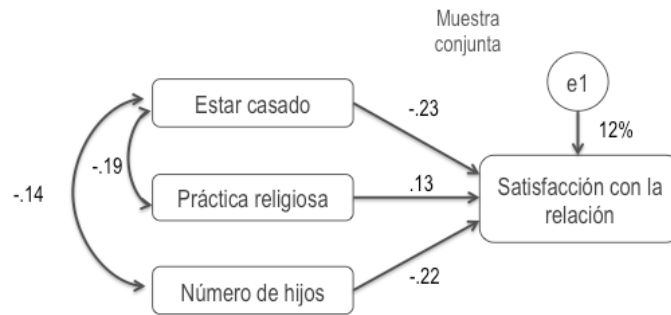 Muestra
conjunta
e1
Estar casado
-.23
12%
-.19
-.14
Práctica religiosa
.13
Satisfacción con la
relación
Número de hijos
-.22